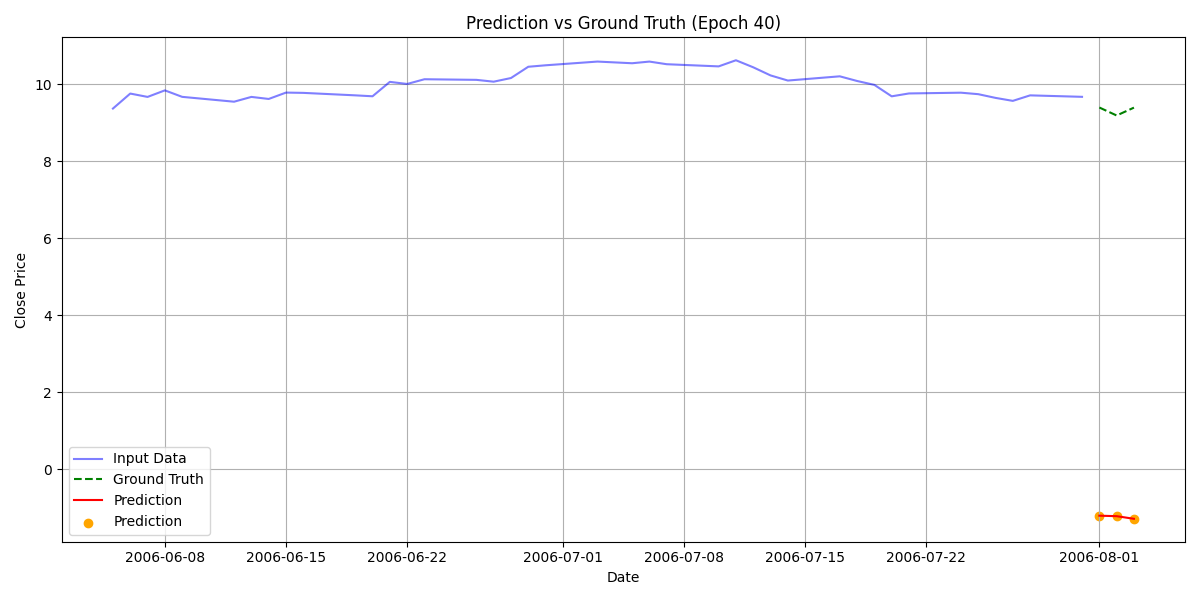 Prediction vs Ground Truth (Epoch 40)
Close Price
10
8
6
4
2
0
Input Data
Ground Truth
Prediction
Prediction
2006-06-08
2006-06-15
2006-06-22
2006-07-01
2006-07-08
2006-07-15
2006-07-22
2006-08-01
Date